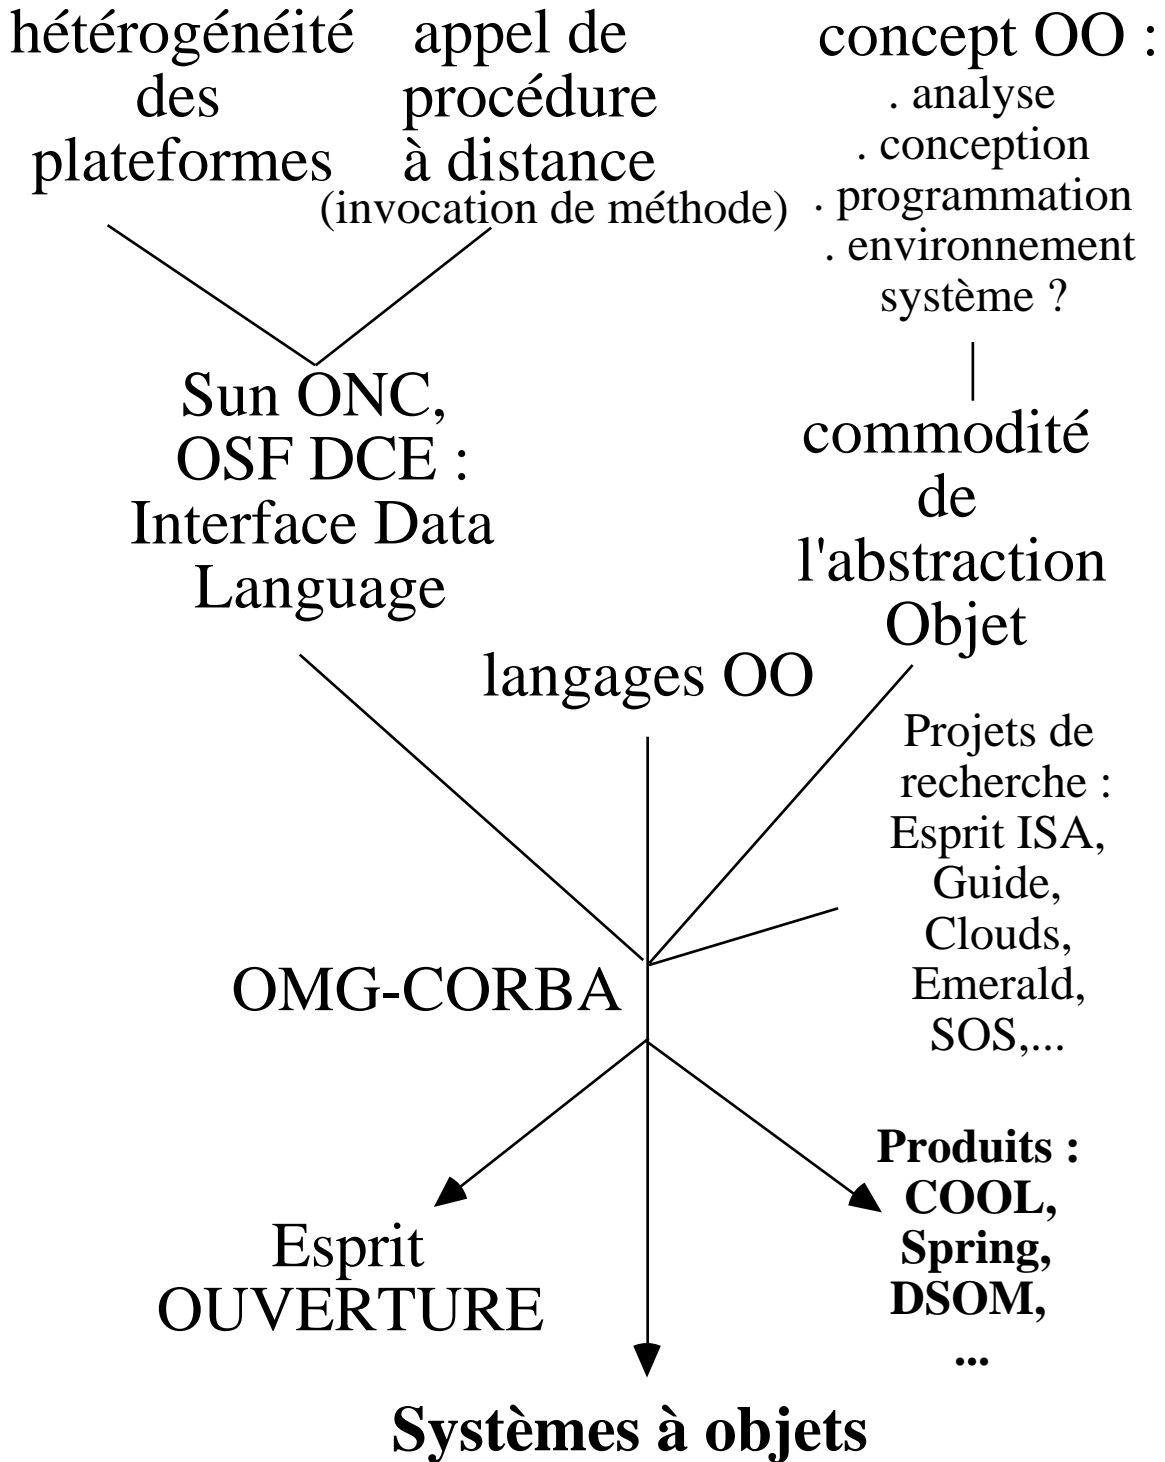 hétérogénéité
des
plateformes
appel de
procédure
à distance
(invocation de méthode)
concept OO :
. analyse
. conception
. programmation
. environnement
système ?
Sun ONC,
OSF DCE :
Interface Data
Language
commodité
de
l'abstraction
Objet
langages OO
Projets de
recherche :
Esprit ISA,
Guide,
Clouds,
Emerald,
SOS,...
OMG-CORBA
Produits :
COOL,
Spring,
DSOM,
...
Esprit
OUVERTURE
Systèmes à objets